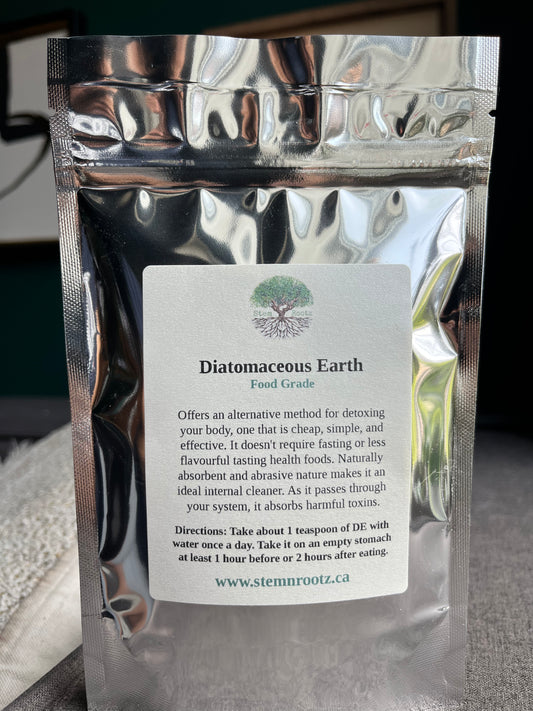 Stem Rootz
Diatomaceous Earth
Food Grade
Offers an alternative method for detoxing
your body, one that is cheap, simple, and
effective. It doesn't require fasting or less
flavourful tasting health foods. Naturally
absorbent and abrasive nature makes it an
ideal internal cleaner. As it passes through
your system, it absorbs harmful toxins.
Directions: Take about 1 teaspoon of DE with
water once a day. Take it on an empty stomach
at least 1 hour before or 2 hours after eating.
www.stemnrootz.ca